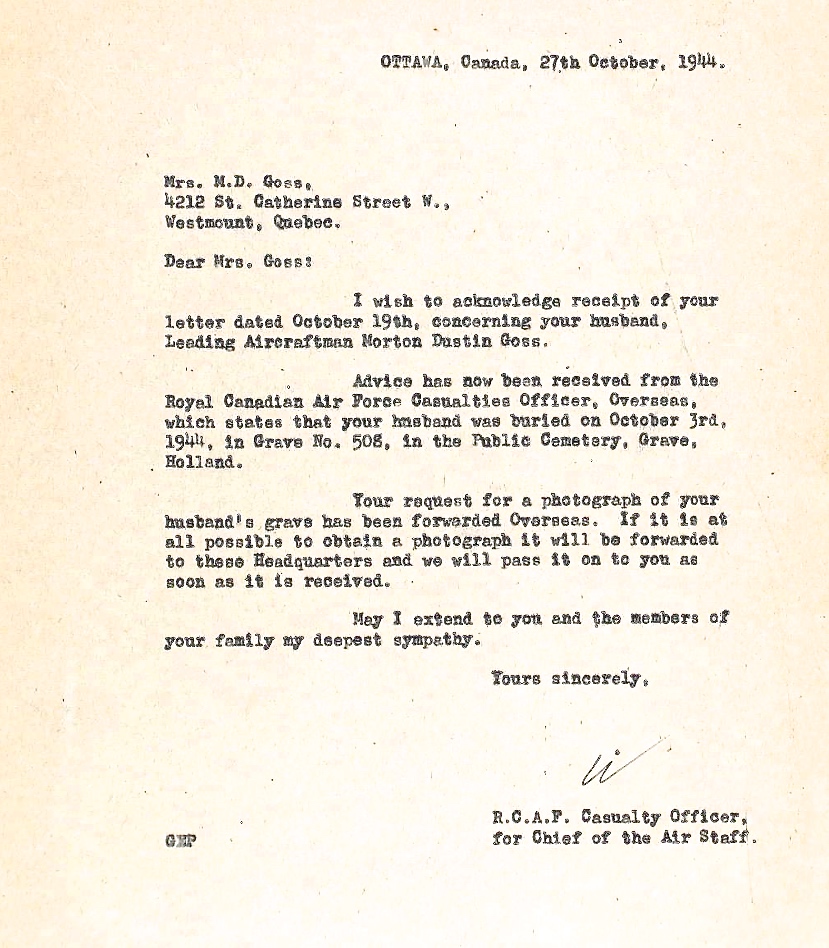 OTTAWA, Canada, 27th October, 1944.
Mrs. M.D. Goss,
4212 St. Catherine Street W.,
Westmount, Quebec.
Dear Mrs. Goss:
I wish to acknowledge receipt of your
letter dated October 19th, concerning your husband,
Leading Aircraftman Morton Dustin Goss.
Advice has now been received from the
Royal Canadian Air Force Casualties Officer, Overseas,
which states that your husband was buried on October 3rd,
1944, in Grave No. 508, in the Public Cemetery, Grave,
Holland.
Your request for a photograph of your
husband's grave has been forwarded Overseas. If it is at
all possible to obtain a photograph it will be forwarded
to these Headquarters and we will pass it on to you as
soon as it is received.
May I extend to you and the members of
your family my deepest sympathy.
Yours sincerely,
R.C.A.F. Casualty Officer,
for Chief of the Air Staff.